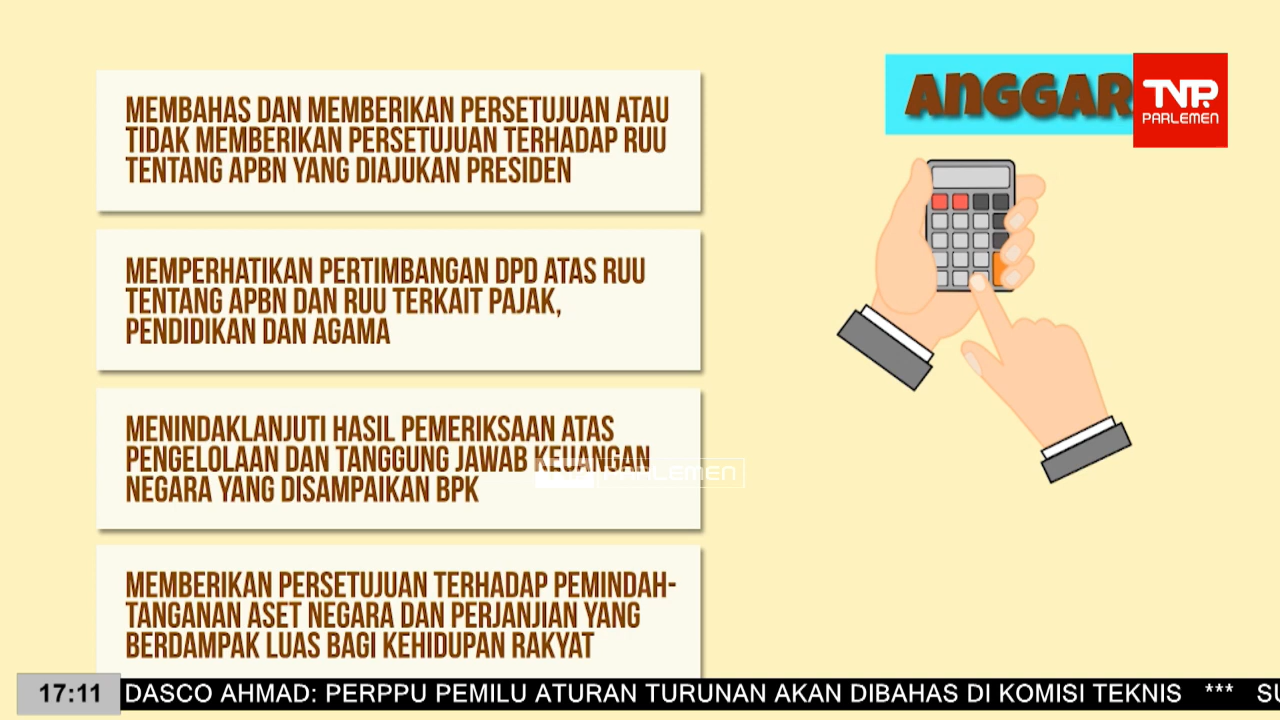 MEMBAHAS DAN MEMBERIKAN PERSETUJUAN ATAU
TIDAK MEMBERIKAN PERSETUJUAN TERHADAP RUU
TENTANG APBN YANG DIAJUKAN PRESIDEN
MEMPERHATIKAN PERTIMBANGAN DPD ATAS RUU
TENTANG APBN DAN RUU TERKAIT PAJAK,
PENDIDIKAN DAN AGAMA
MENINDAKLANJUTI HASIL PEMERIKSAAN ATAS
PENGELOLAAN DAN TANGGUNG JAWAB KEUANGAN
NEGARA YANG DISAMPAIKAN BPK
MEMBERIKAN PERSETUJUAN TERHADAP PEMINDAH-
TANGANAN ASET NEGARA DAN PERJANJIAN YANG
BERDAMPAK LUAS BAGI KEHIDUPAN RAKYAT
ANGGAR
TVP.
PARLEMEN
PARLEMEN
17:11 DASCO AHMAD: PERPPU PEMILU ATURAN TURUNAN AKAN DIBAHAS DI KOMISI TEKNIS *** SU